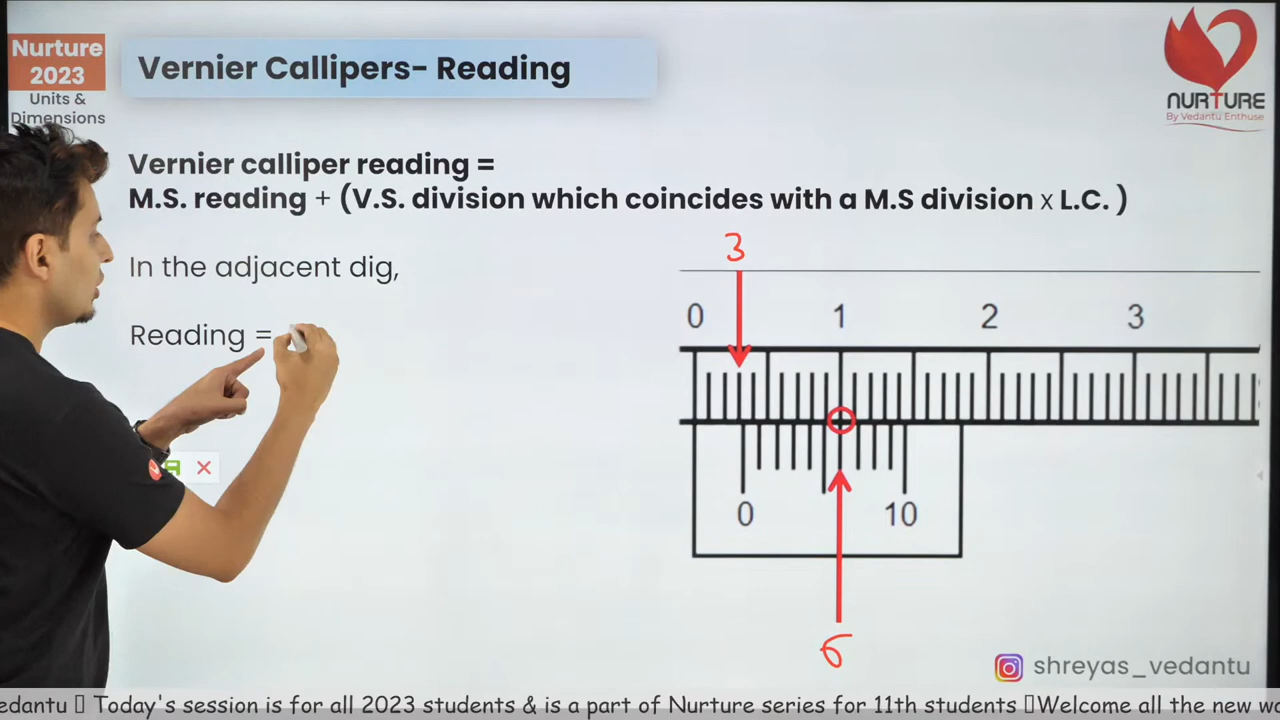 Nurture
2023
Units &
Dimensions
Vernier Callipers- Reading
NURTURE
By Vedantu Enthuse
Vernier calliper reading =
M.S. reading + (V.S. division which coincides with a M.S division x L.C. )
In the adjacent dig,
Reading =
3
0 1 2 3
0 10
6
shreyas_vedantu
edantu Today's session is for all 2023 students & is a part of Nurture series for 11th students Welcome all the new